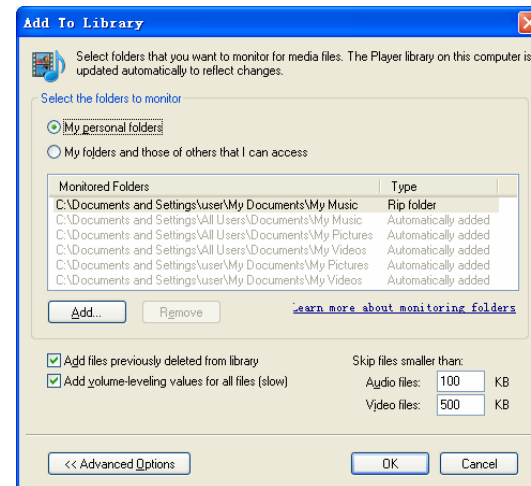 Add To Library
Select folders that you want to monitor for media files. The Player library on this computer is
updated automatically to reflect changes.
Select the folders to monitor
My personal folders
My folders and those of others that I can access
Monitored Folders Type
C:\Documents and Settings\user\My Documents\My Music Rip folder
C:\Documents and Settings\All Users\Documents\My Music Automatically added
C:\Documents and Settings\All Users\Documents\My Pictures Automatically added
C:\Documents and Settings\All Users\Documents\My Videos Automatically added
C:\Documents and Settings\user\My Documents\My Pictures Automatically added
C:\Documents and Settings\user\My Documents\My Videos Automatically added
Add... Remove Learn more about monitoring folders
Add files previously deleted from library Skip files smaller than:
Add volume-leveling values for all files (slow) Audio files: 100 KB
Video files: 500 KB
<< Advanced Options OK Cancel